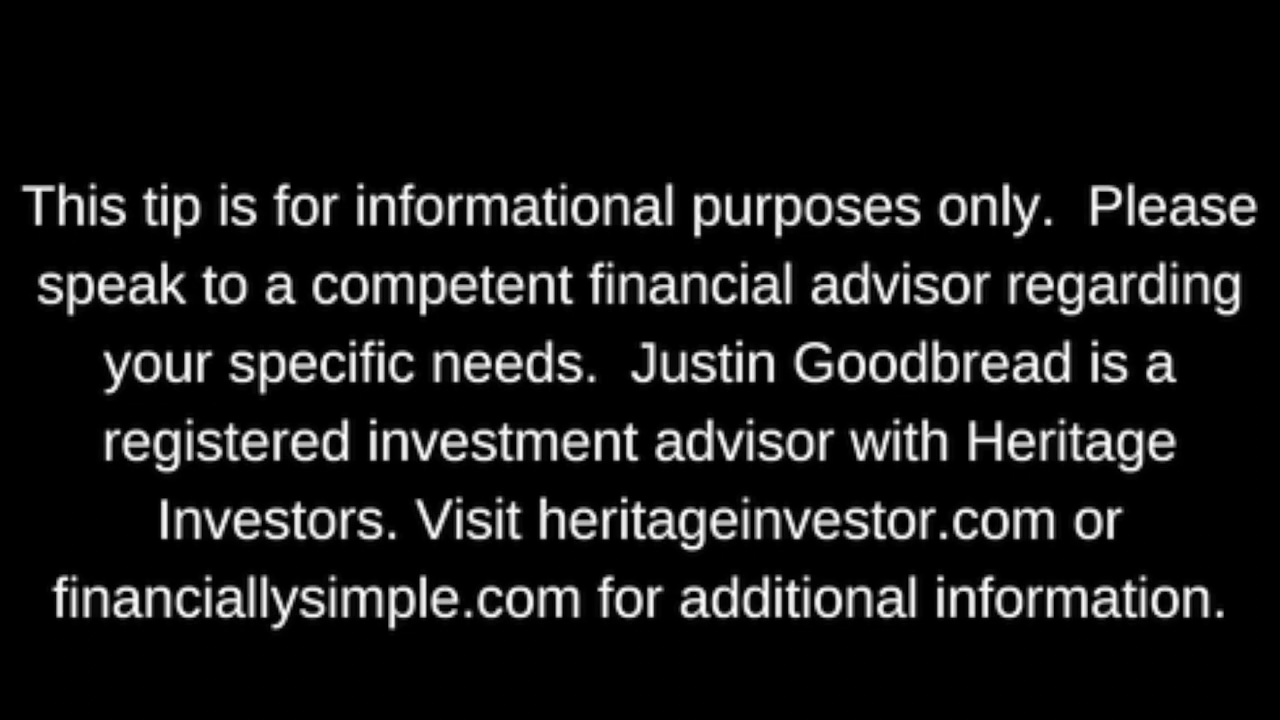 This tip is for informational purposes only.  Please
speak to a competent financial advisor regarding
your specific needs.  Justin Goodbread is a
registered investment advisor with Heritage
Investors. Visit heritageinvestor.com or
financiallysimple.com for additional information.